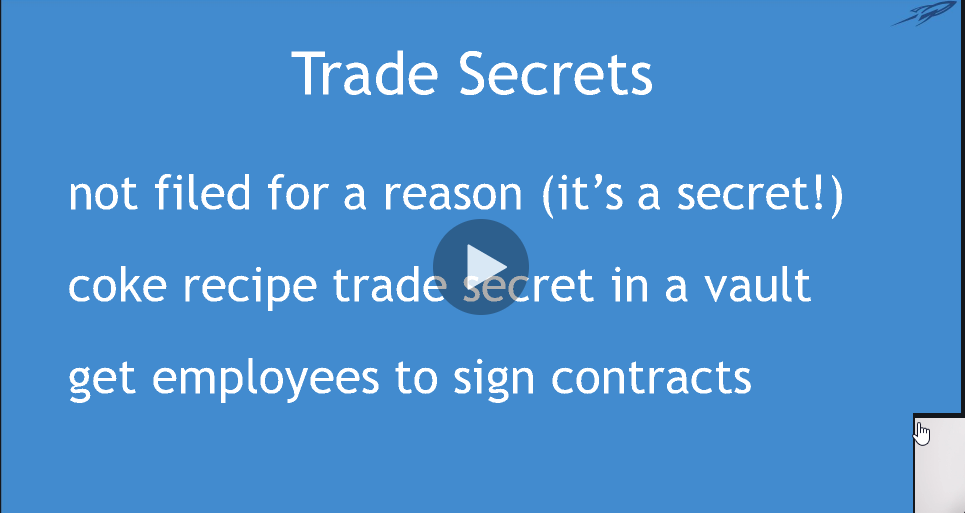 Trade Secrets
not filed for a reason (it’s a secret!)
coke recipe trade secret in a vault
get employees to sign contracts